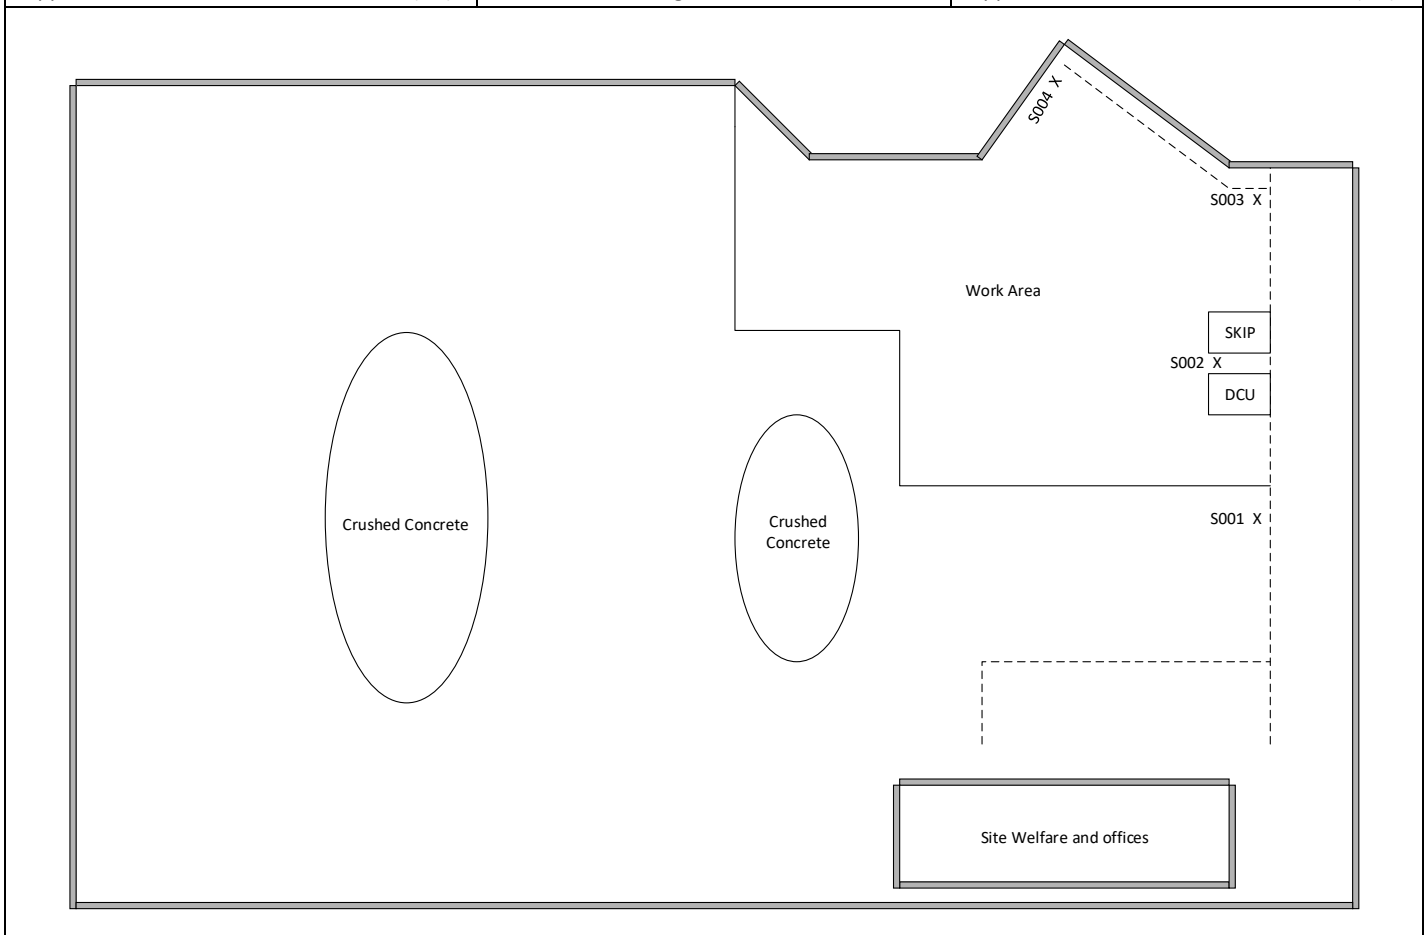 S004 X
S003 X
Work Area
SKIP
S002 X
DCU
Crushed Concrete
Crushed
Concrete
S001 X
Site Welfare and offices